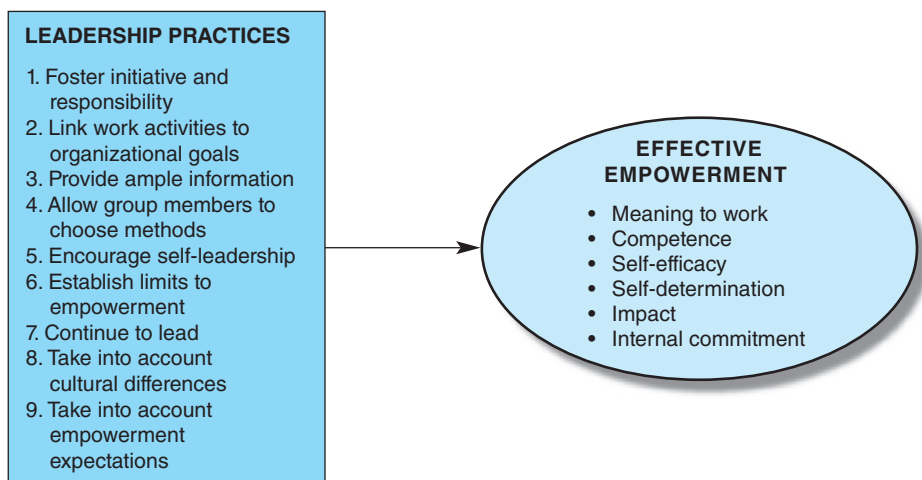 LEADERSHIP PRACTICES
1. Foster initiative and
responsibility
2. Link work activities to
organizational goals
3. Provide ample information
4. Allow group members to
choose methods
5. Encourage self-leadership
6. Establish limits to
empowerment
7. Continue to lead
8. Take into account
cultural differences
9. Take into account
empowerment
expectations
EFFECTIVE
EMPOWERMENT
• Meaning to work
• Competence
• Self-efficacy
• Self-determination
• Impact
• Internal commitment